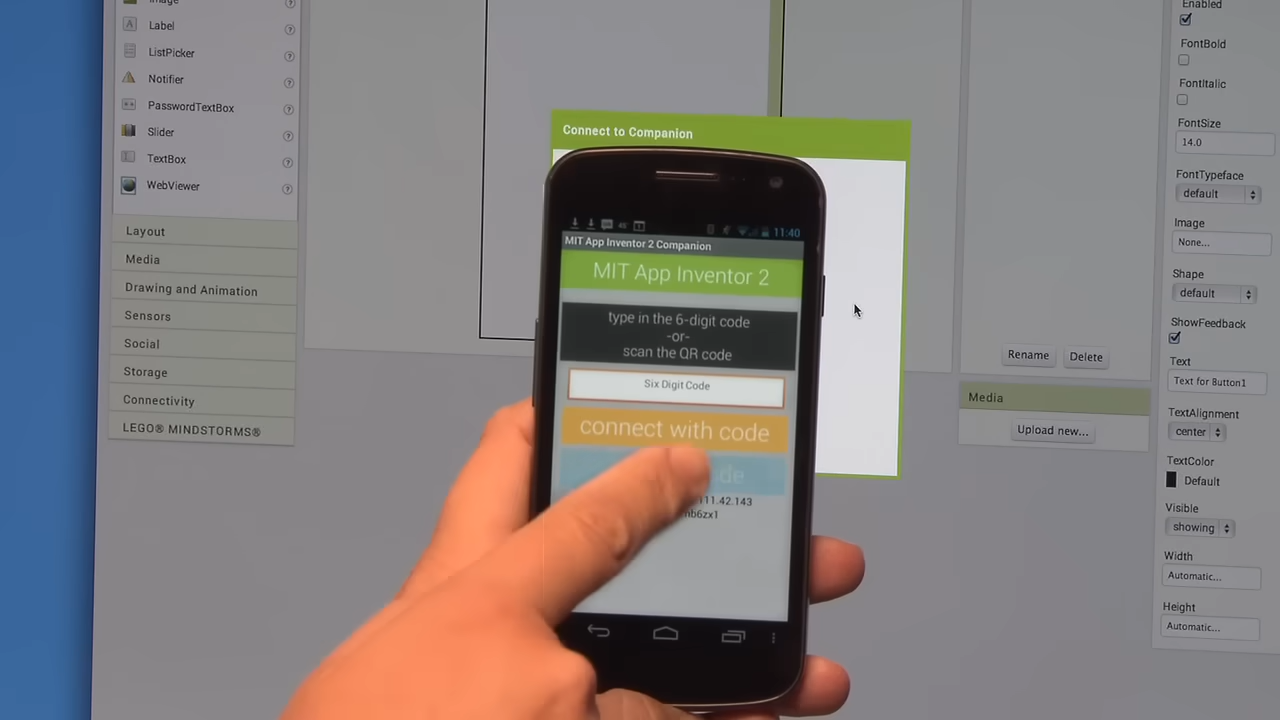 Image
Label
ListPicker
Notifier
PasswordTextBox
Slider
TextBox
WebViewer
Layout
Media
Drawing and Animation
Sensors
Social
Storage
Connectivity
LEGO® MINDSTORMS®
Connect to Companion
11:40
MIT App Inventor 2 Companion
MIT App Inventor 2
type in the 6-digit code
-or-
scan the QR code
Six Digit Code
connect with code
de
111.42.143
Rename
Delete
Media
Upload new...
Enabled
FontBold
FontItalic
FontSize
14.0
FontTypeface
default
Image
None...
Shape
default
ShowFeedback
Text
Text for Button1
TextAlignment
center
TextColor
Default
Visible
showing
Width
Automatic...
Height
Automatic...